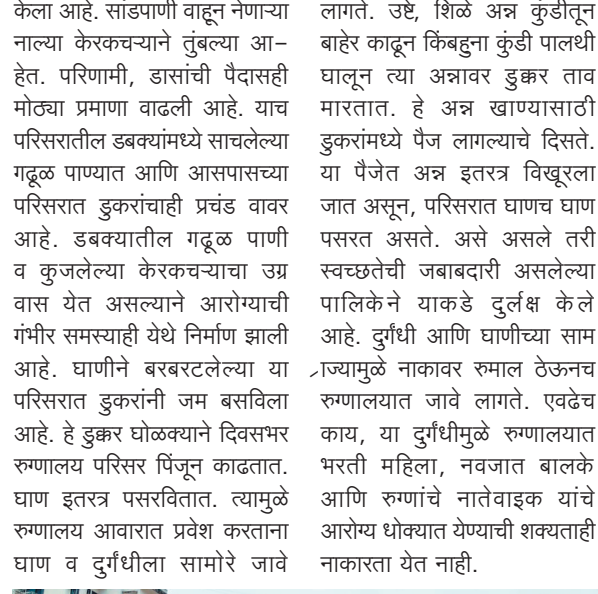 केला आहे. सांडपाणी वाहून नेणाऱ्या
नाल्या केरकचऱ्याने तुंबल्या आ-
हेत. परिणामी, डासांची पैदासही
मोठ्या प्रमाणा वाढली आहे. याच
परिसरातील डबक्यांमध्ये साचलेल्या
गढूळ पाण्यात आणि आसपासच्या
परिसरात डुकरांचाही प्रचंड वावर
आहे. डबक्यातील गढूळ पाणी
व कुजलेल्या केरकचऱ्याचा उग्र
वास येत असल्याने आरोग्याची
गंभीर समस्याही येथे निर्माण झाली
आहे. घाणीने बरबरटलेल्या या
परिसरात डुकरांनी जम बसविला
आहे. हे डुक्कर घोळक्याने दिवसभर
रुग्णालय परिसर पिंजून काढतात.
घाण इतरत्र पसरवितात. त्यामुळे
रुग्णालय आवारात प्रवेश करताना
घाण व दुर्गंधीला सामोरे जावे
लागते. उष्टे, शिळे अन्न कुंडीतून
बाहेर काढून किंबहुना कुंडी पालथी
घालून त्या अन्नावर डुक्कर ताव
मारतात. हे अन्न खाण्यासाठी
डुकरांमध्ये पैज लागल्याचे दिसते.
या पैजेत अन्न इतरत्र विखूरला
जात असून, परिसरात घाणच घाण
पसरत असते. असे असले तरी
स्वच्छतेची जबाबदारी असलेल्या
पालिकेने याकडे दुर्लक्ष केले
आहे. दुर्गंधी आणि घाणीच्या साम
्राज्यामुळे नाकावर रुमाल ठेऊनच
रुग्णालयात जावे लागते. एवढेच
काय, या दुर्गंधीमुळे रुग्णालयात
भरती महिला, नवजात बालके
आणि रुग्णांचे नातेवाइक यांचे
आरोग्य धोक्यात येण्याची शक्यताही
नाकारता येत नाही.